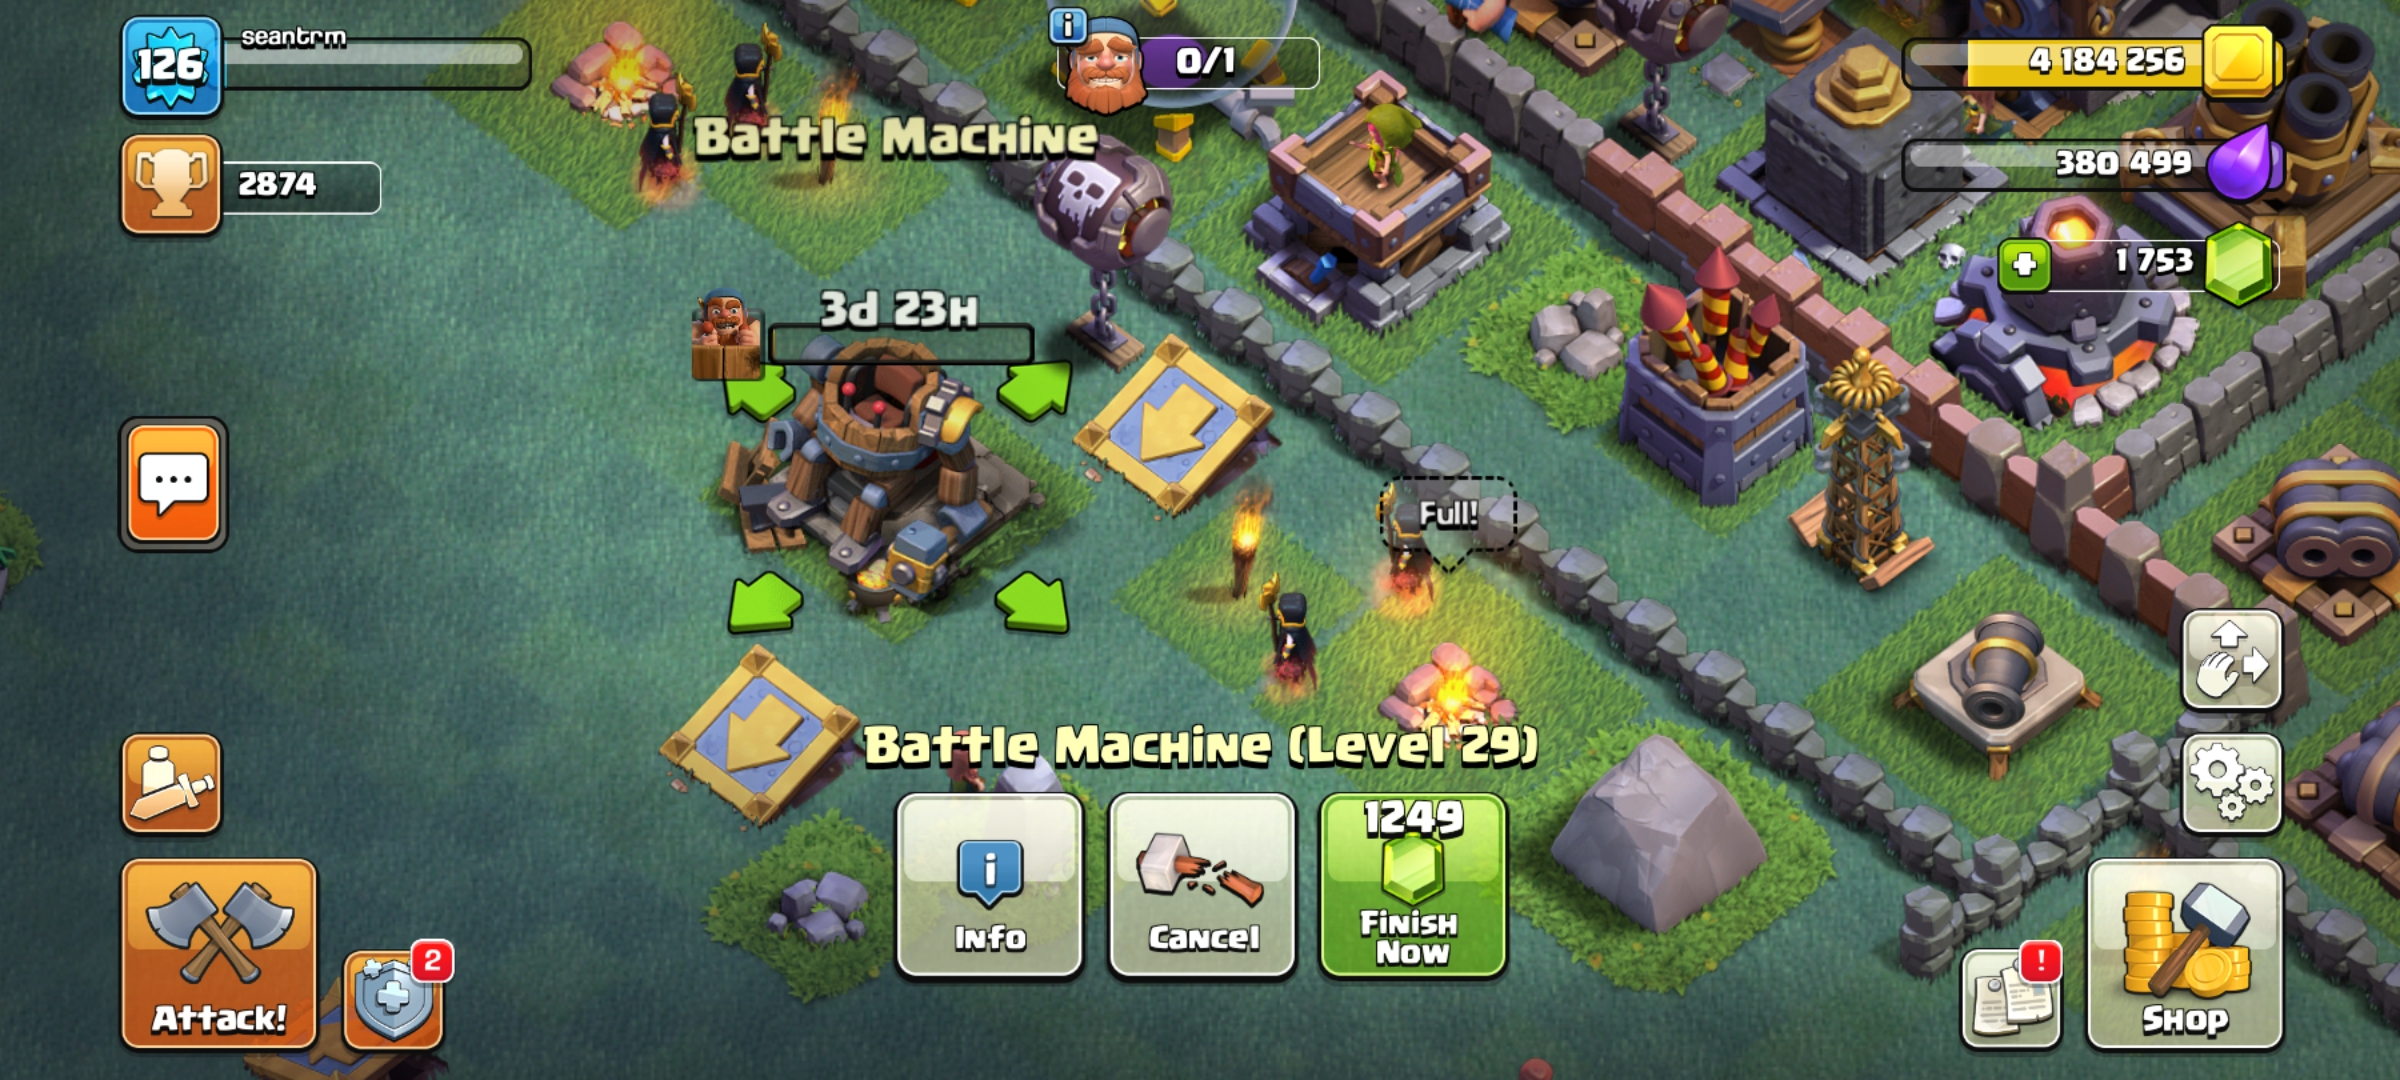 126
seantrm
0/1
4 184 256
2874
Battle Machine
380 499
+
1 753
3d 23H
Full!
Battle Machine (Level 29)
1249
i
Info
Cancel
Finish
Now
Attack!
2
!
Shop